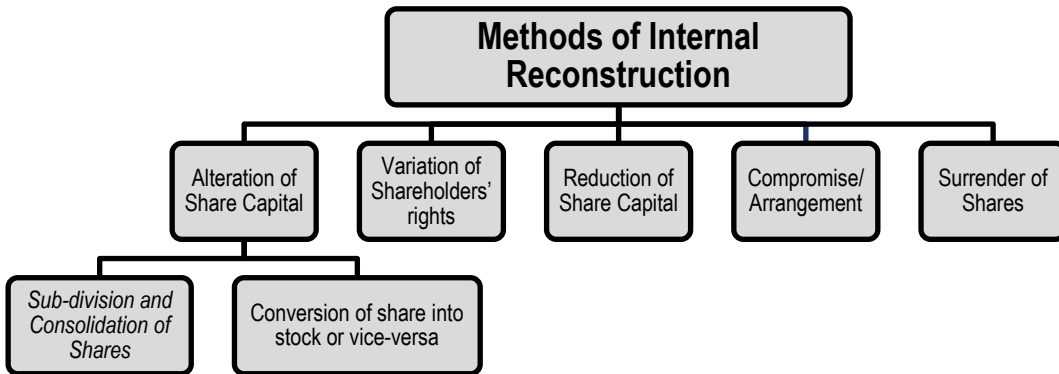 Methods of Internal
Reconstruction
Alteration of
Share Capital
Variation of
Shareholders’
rights
Reduction of
Share Capital
Compromise/
Arrangement
Surrender of
Shares
Sub-division and
Consolidation of
Shares
Conversion of share into
stock or vice-versa